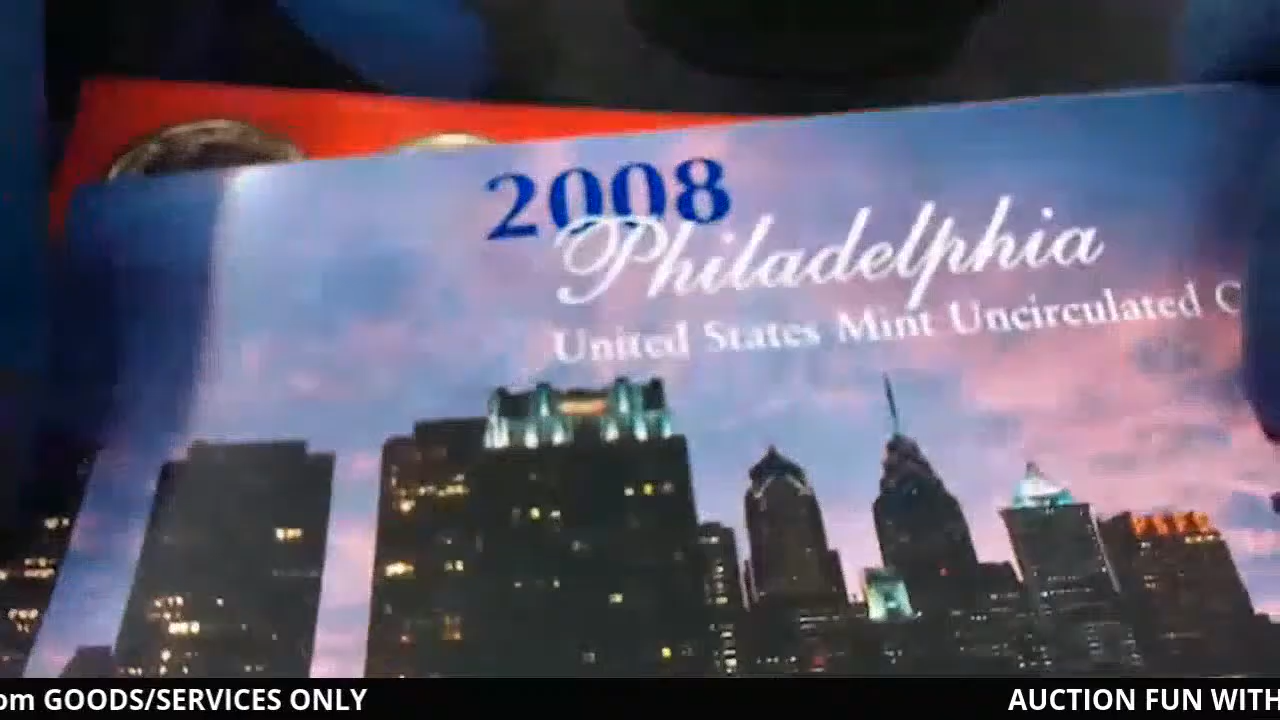 2008
Philadelphia
United States Mint Uncirculated C
om GOODS/SERVICES ONLY
AUCTION FUN WITH